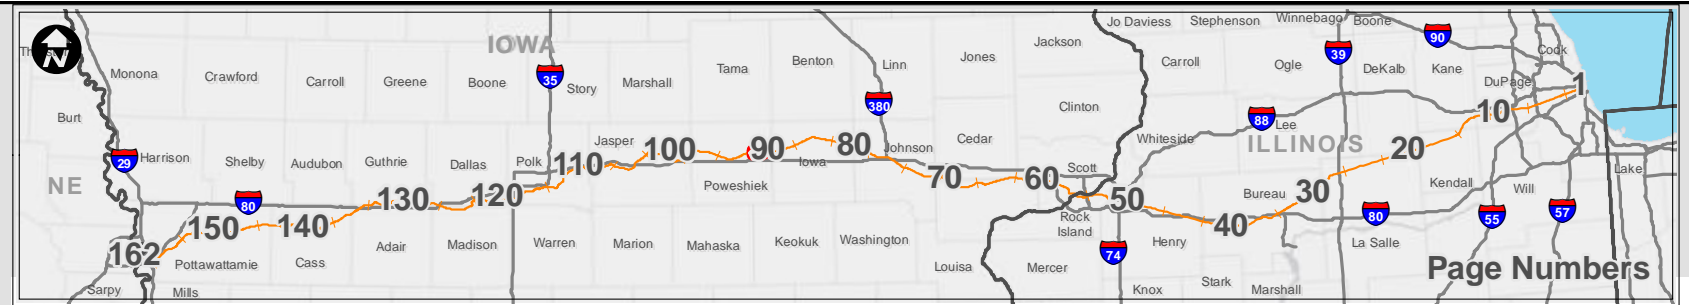 Jo Daviess
Stephenson
Winnebago
Boone
N
IOWA
Jackson
90
39
Cook
Monona
Crawford
Carroll
Greene
Boone
35
Story
Marshall
Tama
Benton
Linn
Jones
Carroll
Ogle
DeKalb
Kane
DuPage
1
Burt
380
Clinton
88
Lee
10
29
Harrison
Shelby
Audubon
Guthrie
Dallas
Polk
Jasper
110
100
90
Iowa
80
Johnson
Cedar
Whiteside
ILLINOIS
20
Lake
NE
80
130
120
Poweshiek
70
60
Scott
50
Bureau
30
Kendall
Will
162
150
140
Rock
Island
40
80
55
57
Pottawattamie
Cass
Adair
Madison
Warren
Marion
Mahaska
Keokuk
Washington
Louisa
Mercer
74
Henry
La Salle
Sarpy
Mills
Knox
Stark
Marshall
Page Numbers